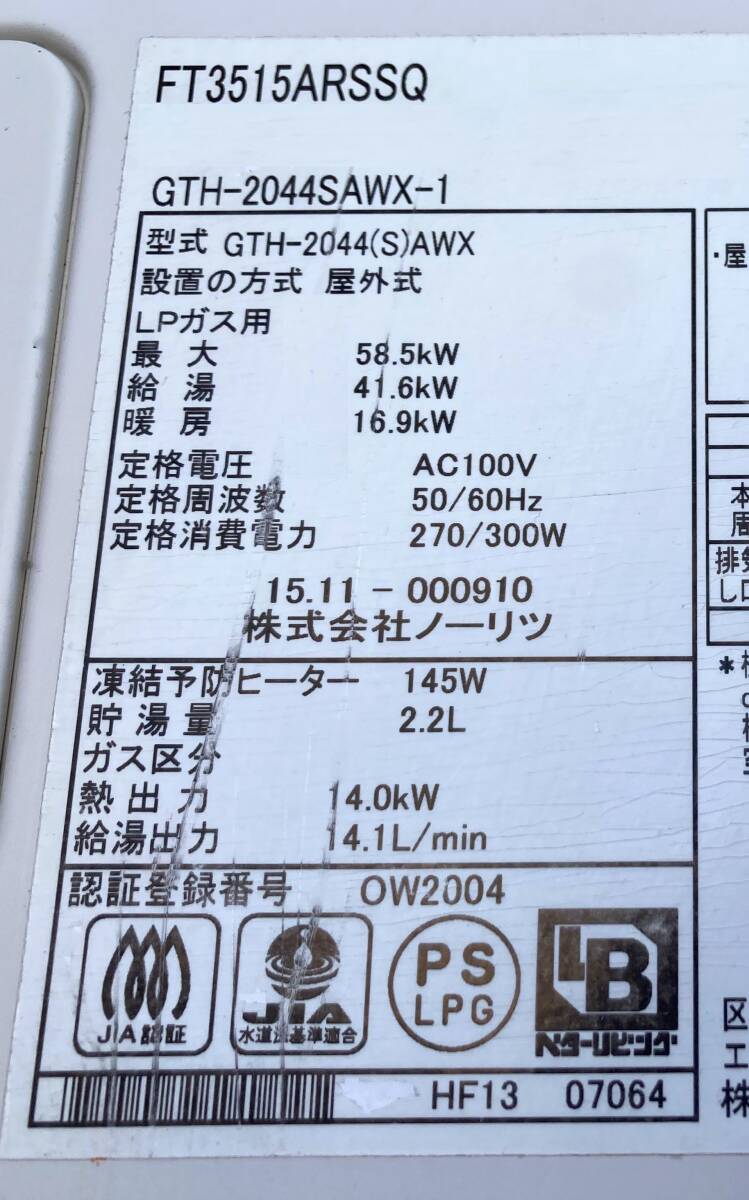 FT3515ARSSQ
GTH-2044SAWX-1
型式 GTH-2044(S)AWX
設置の方式 屋外式
LPガス用
最大 58.5kW
給湯 41.6kW
暖房 16.9kW
定格電圧 AC100V
定格周波数 50/60Hz
定格消費電力 270/300W
15.11 - 000910
株式会社ノーリツ
凍結予防ヒーター 145W
貯湯量 2.2L
ガス区分
熱出力 14.0kW
給湯出力 14.1L/min
認証登録番号 OW2004
JIA認証
JIA
水道法基準適合
PS
LPG
LB
ベターリビング
HF13 07064
・屋
本
周
排気
し口
*
区
工
株